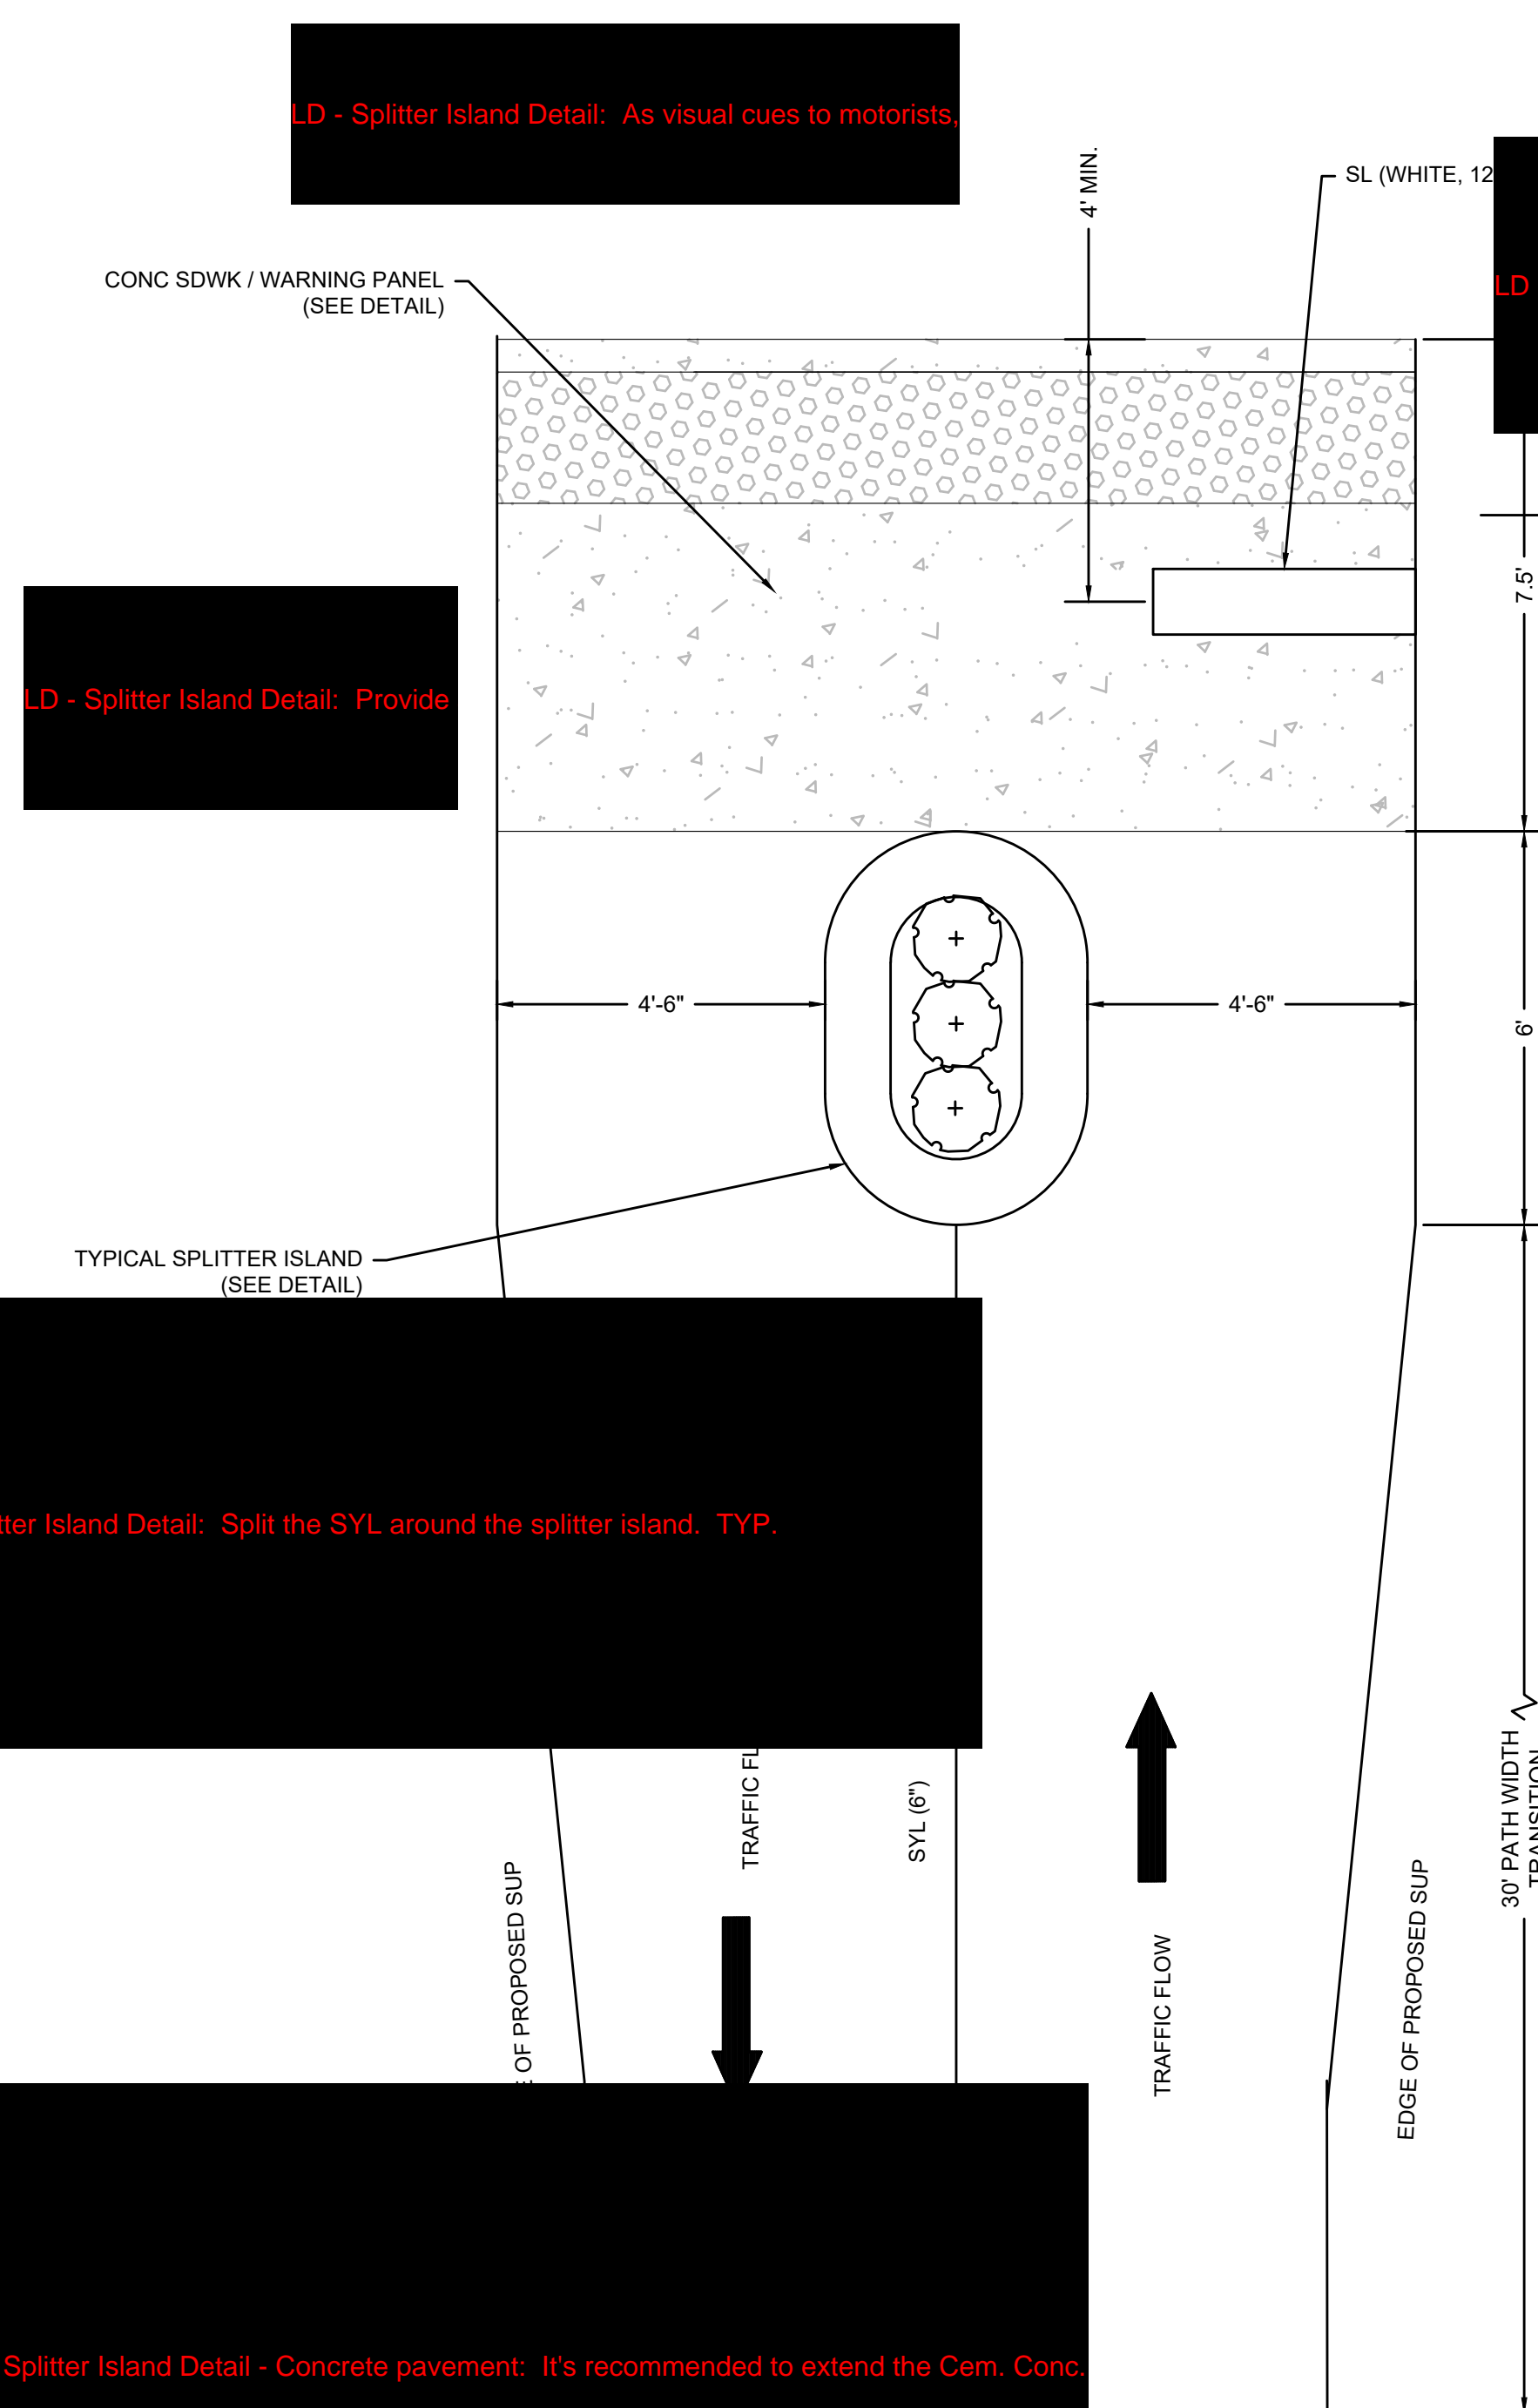 LD - Splitter Island Detail:  As visual cues to motorists,
4' MIN.
SL (WHITE, 12
LD
CONC SDWK / WARNING PANEL
(SEE DETAIL)
7.5'
LD - Splitter Island Detail:  Provide
4'-6"
4'-6"
6'
TYPICAL SPLITTER ISLAND
(SEE DETAIL)
Island Detail:  Split the SYL around the splitter island.  TYP.
TRAFFIC
SYL (6")
30' PATH WIDTH
TRANSITION
OF PROPOSED SUP
TRAFFIC FLOW
EDGE OF PROPOSED SUP
Splitter Island Detail - Concrete pavement:  It's recommended to extend the Cem. Conc.